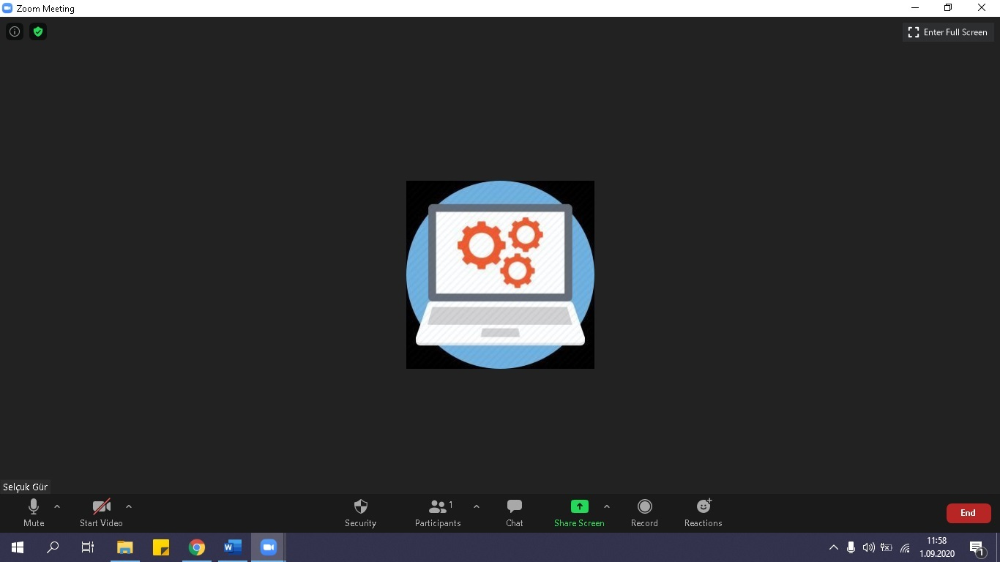 Zoom Meeting
Enter Full Screen
Selçuk Gür
Mute
Start Video
Security
Participants
1
Chat
Share Screen
Record
Reactions
End
W
11:58
1.09.2020
1